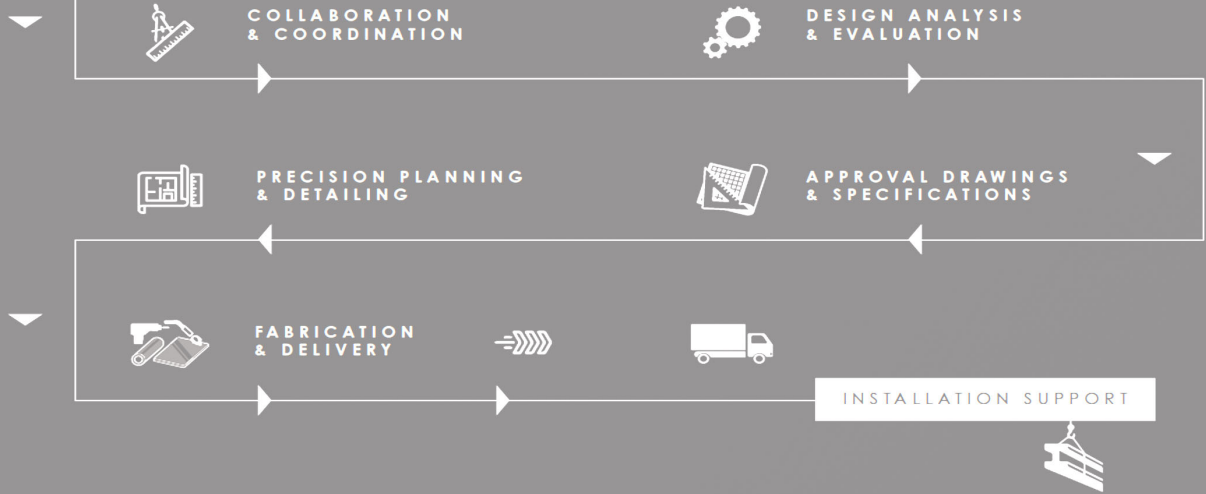 COLLABORATION
& COORDINATION
DESIGN ANALYSIS
& EVALUATION
PRECISION PLANNING
& DETAILING
APPROVAL DRAWINGS
& SPECIFICATIONS
FABRICATION
& DELIVERY
INSTALLATION SUPPORT